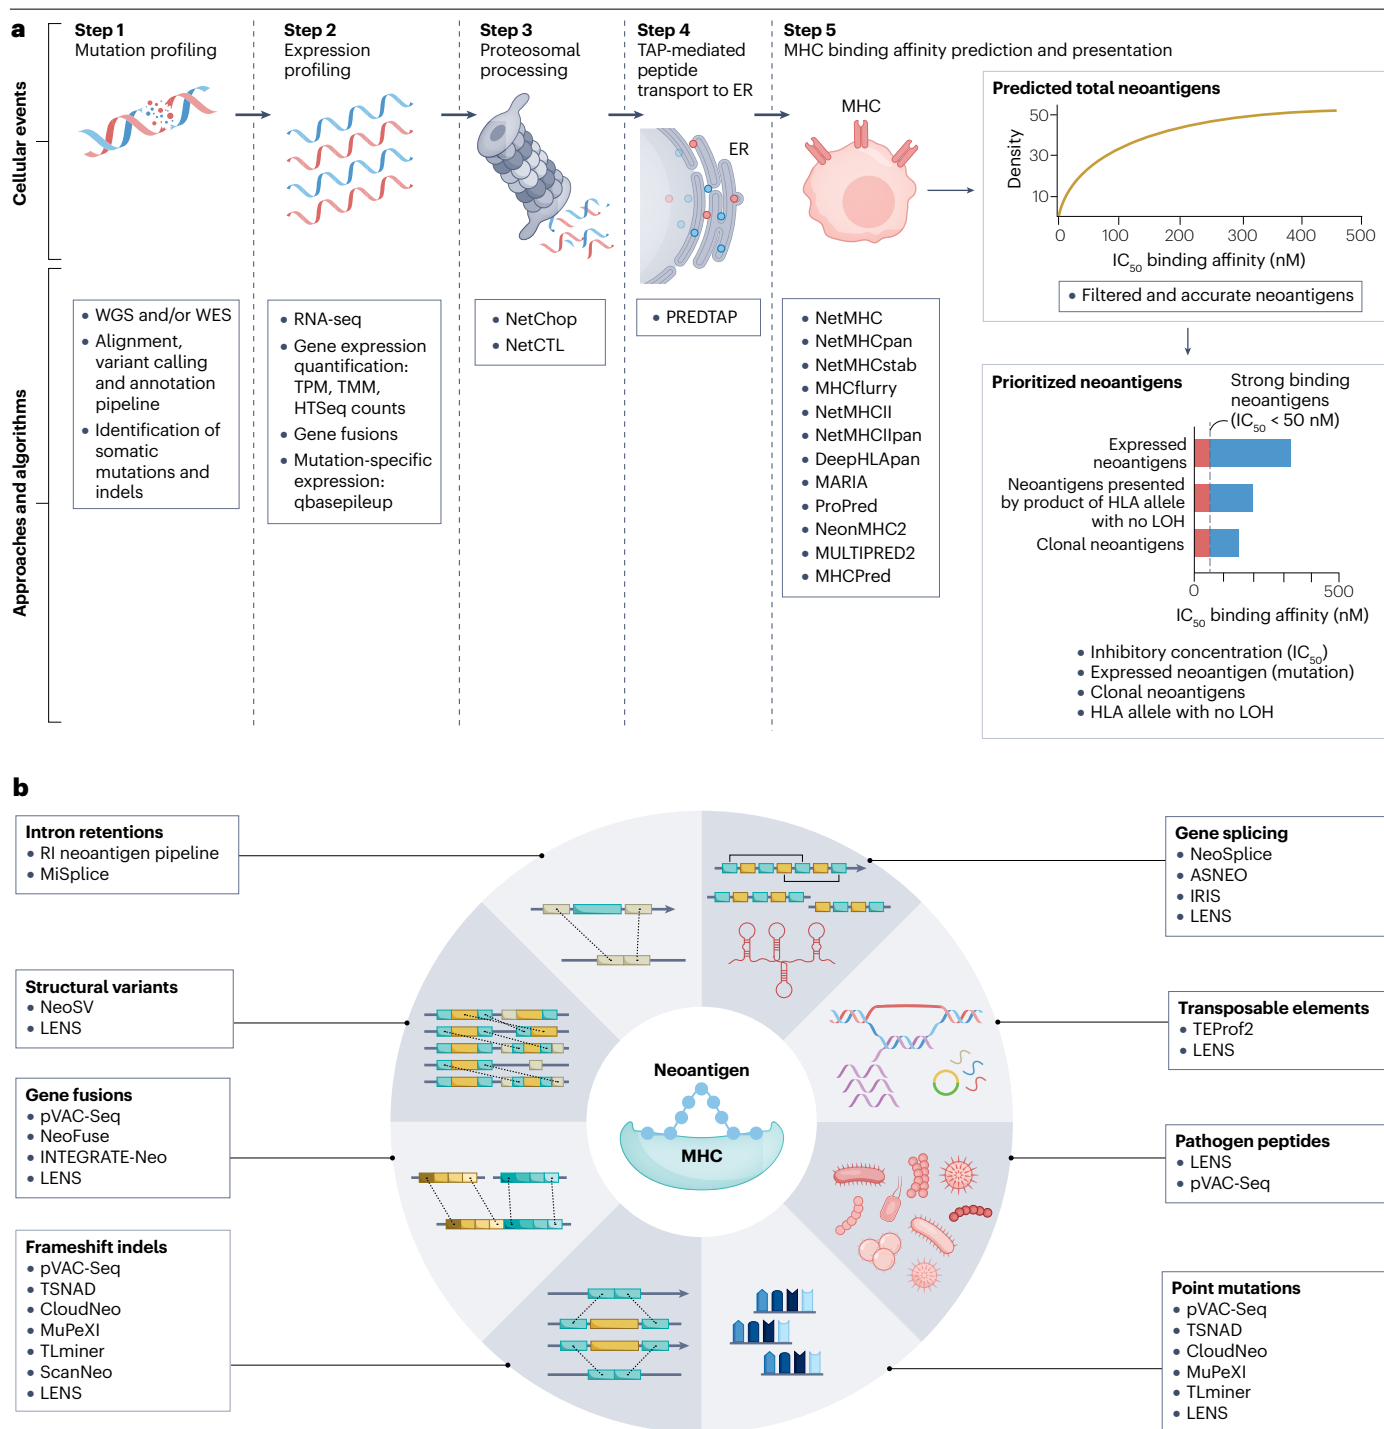 a
Cellular events
Approaches and algorithms
Step 1
Mutation profiling
Step 2
Expression
profiling
Step 3
Proteosomal
processing
Step 4
TAP-mediated
peptide
transport to ER
Step 5
MHC binding affinity prediction and presentation
ER
MHC
Predicted total neoantigens
Density
50
30
10
0 100 200 300 400 500
IC50 binding affinity (nM)
• Filtered and accurate neoantigens
• WGS and/or WES
• Alignment,
variant calling
and annotation
pipeline
• Identification of
somatic
mutations and
indels
• RNA-seq
• Gene expression
quantification:
TPM, TMM,
HTSeq counts
• Gene fusions
• Mutation-specific
expression:
qbasepileup
• NetChop
• NetCTL
• PREDTAP
• NetMHC
• NetMHCpan
• NetMHCstab
• MHCflurry
• NetMHCII
• NetMHCIIpan
• DeepHLApan
• MARIA
• ProPred
• NeonMHC2
• MULTIPRED2
• MHCPred
Prioritized neoantigens
Strong binding
neoantigens
(IC50 < 50 nM)
Expressed
neoantigens
Neoantigens presented
by product of HLA allele
with no LOH
Clonal neoantigens
0 500
IC50 binding affinity (nM)
• Inhibitory concentration (IC50)
• Expressed neoantigen (mutation)
• Clonal neoantigens
• HLA allele with no LOH
b
Intron retentions
• RI neoantigen pipeline
• MiSplice
Structural variants
• NeoSV
• LENS
Gene fusions
• pVAC-Seq
• NeoFuse
• INTEGRATE-Neo
• LENS
Frameshift indels
• pVAC-Seq
• TSNAD
• CloudNeo
• MuPeXI
• TLminer
• ScanNeo
• LENS
Neoantigen
MHC
Gene splicing
• NeoSplice
• ASNEO
• IRIS
• LENS
Transposable elements
• TEProf2
• LENS
Pathogen peptides
• LENS
• pVAC-Seq
Point mutations
• pVAC-Seq
• TSNAD
• CloudNeo
• MuPeXI
• TLminer
• LENS